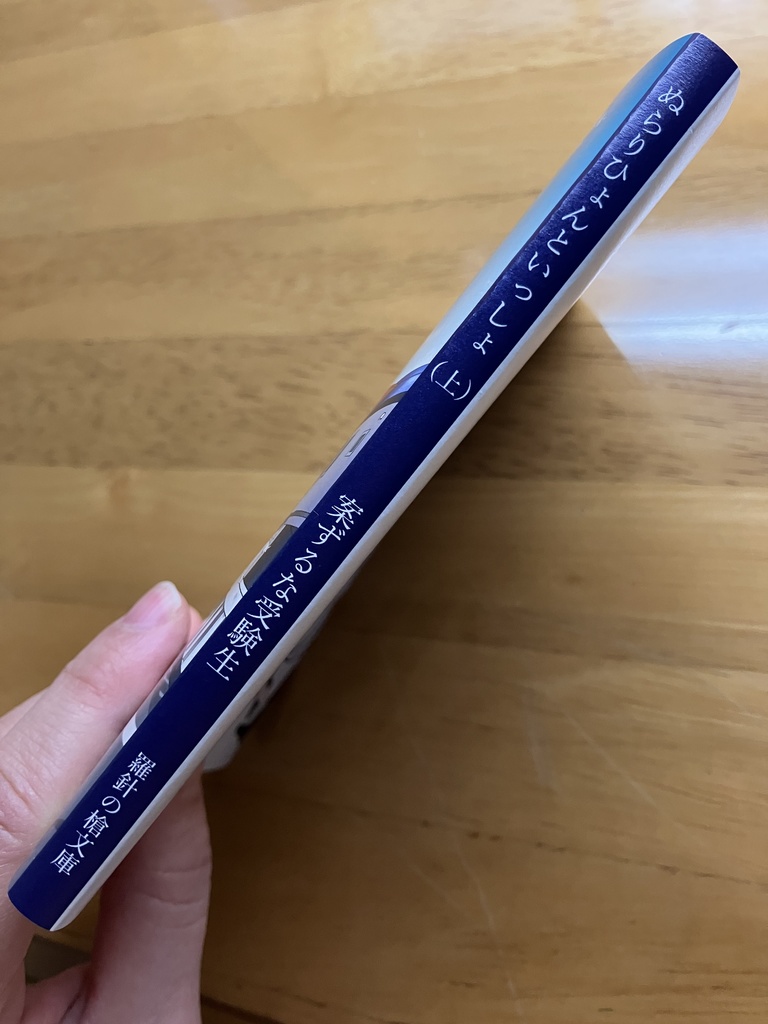 ぬらりひょんといっしょ（上）
案ずるな受験生
羅針の槍文庫